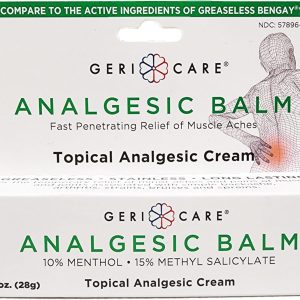 COMPARE TO THE ACTIVE INGREDIENTS OF GREASELESS BENGAY®
NDC: 57896
GERI CARE®
ANALGESIC BALM
Fast Penetrating Relief of Muscle Aches
Topical Analgesic Cream
GREASELESS • STAINLESS • LONG LASTING
GERI CARE®
ANALGESIC BALM
10% MENTHOL • 15% METHYL SALICYLATE
oz. (28g)
Topical Analgesic Cream